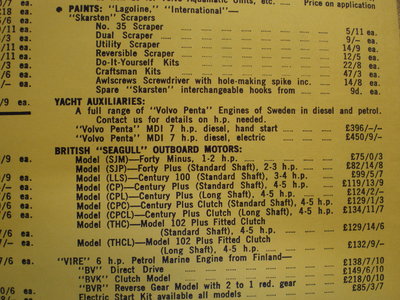 Price on application
● PAINTS: "Lagoline," "International"—
"Skarsten" Scrapers
No. 35 Scraper 5/11 ea.
Dual Scraper 9/- ea.
Utility Scraper 14/9 ea.
Reversible Scraper 12/5 ea.
Do-It-Yourself Kits 22/8 ea.
Craftsman Kits 47/3 ea.
Awlscrews Screwdriver with hole-making spike inc. 14/8 ea.
Spare "Skarsten" interchangeable hooks from 9d. ea.
YACHT AUXILIARIES:
A full range of "Volvo Penta" Engines of Sweden in diesel and petrol.
Contact us for details on h.p. needed.
"Volvo Penta" MDI 7 h.p. diesel, hand start £396/-/-
"Volvo Penta" MDI 7 h.p. diesel, electric £450/9/-
BRITISH "SEAGULL" OUTBOARD MOTORS:
Model (SJM)—Forty Minus, 1-2 h.p. £75/0/3
Model (SJP)—Forty Plus (Standard Shaft), 2-3 h.p. £82/14/8
Model (LLS)—Century 100 (Standard Shaft), 3-4 h.p. £99/5/7
Model (CP)—Century Plus (Standard Shaft), 4-5 h.p. £119/13/9
Model (CPL)—Century Plus (Long Shaft), 4-5 h.p. £124/2/-
Model (CPC)—Century Plus Clutch (Standard Shaft), 4-5 h.p. £129/1/3
Model (CPCL)—Century Plus Clutch (Long Shaft), 4-5 h.p. £134/11/7
Model (THC)—Model 102 Plus Fitted Clutch
(Standard Shaft), 4-5 h.p. £129/14/6
Model (THCL)—Model 102 Plus Fitted Clutch
(Long Shaft), 4-5 h.p. £132/9/-
"VIRE" 6 h.p. Petrol Marine Engine from Finland—
£138/7/10
"BV" Direct Drive £149/6/10
"BVK" Clutch Model £218/0/10
"BVR" Reverse Gear Model with 2 to 1 red. gear £85/3/7
Electric Start Kit available all models